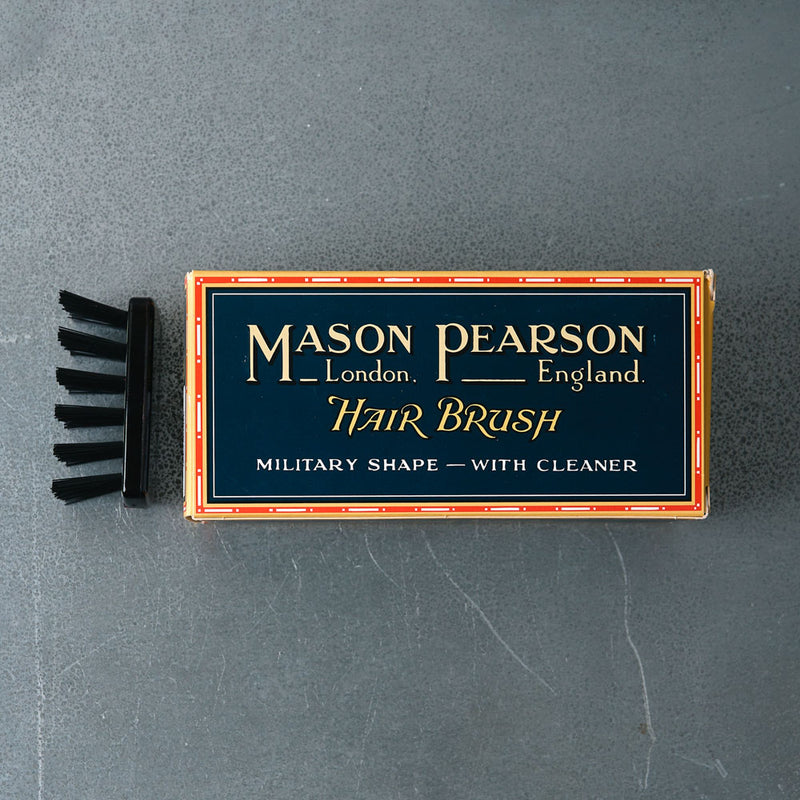 MASON PEARSON
London. England.
HAIR BRUSH
MILITARY SHAPE — WITH CLEANER